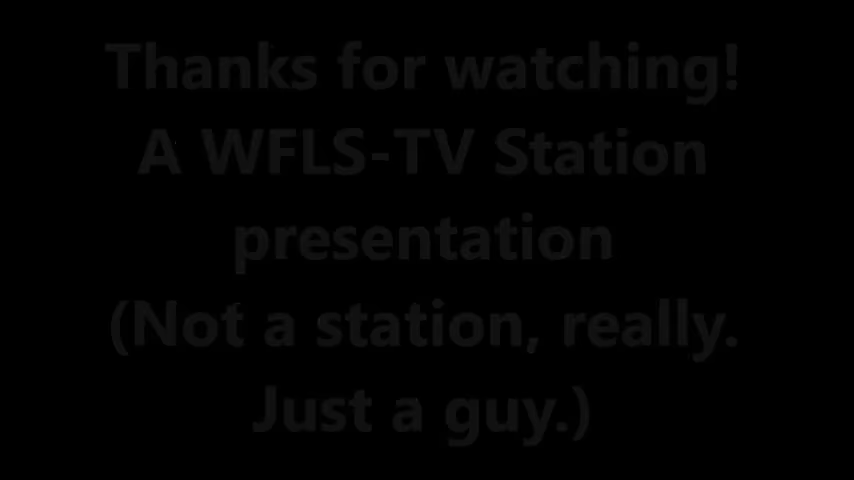 Thanks for watching!
A WFLS-TV Station
presentation
(Not a station, really.
Just a guy.)